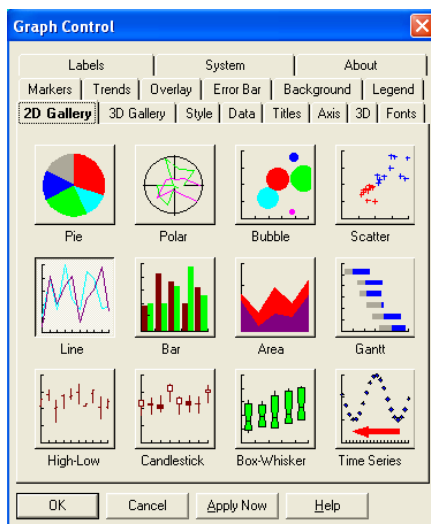 Graph Control
Labels System About
Markers Trends Overlay Error Bar Background Legend
2D Gallery 3D Gallery Style Data Titles Axis 3D Fonts
Pie Polar Bubble Scatter
Line Bar Area Gantt
High-Low Candlestick Box-Whisker Time Series
OK Cancel Apply Now Help